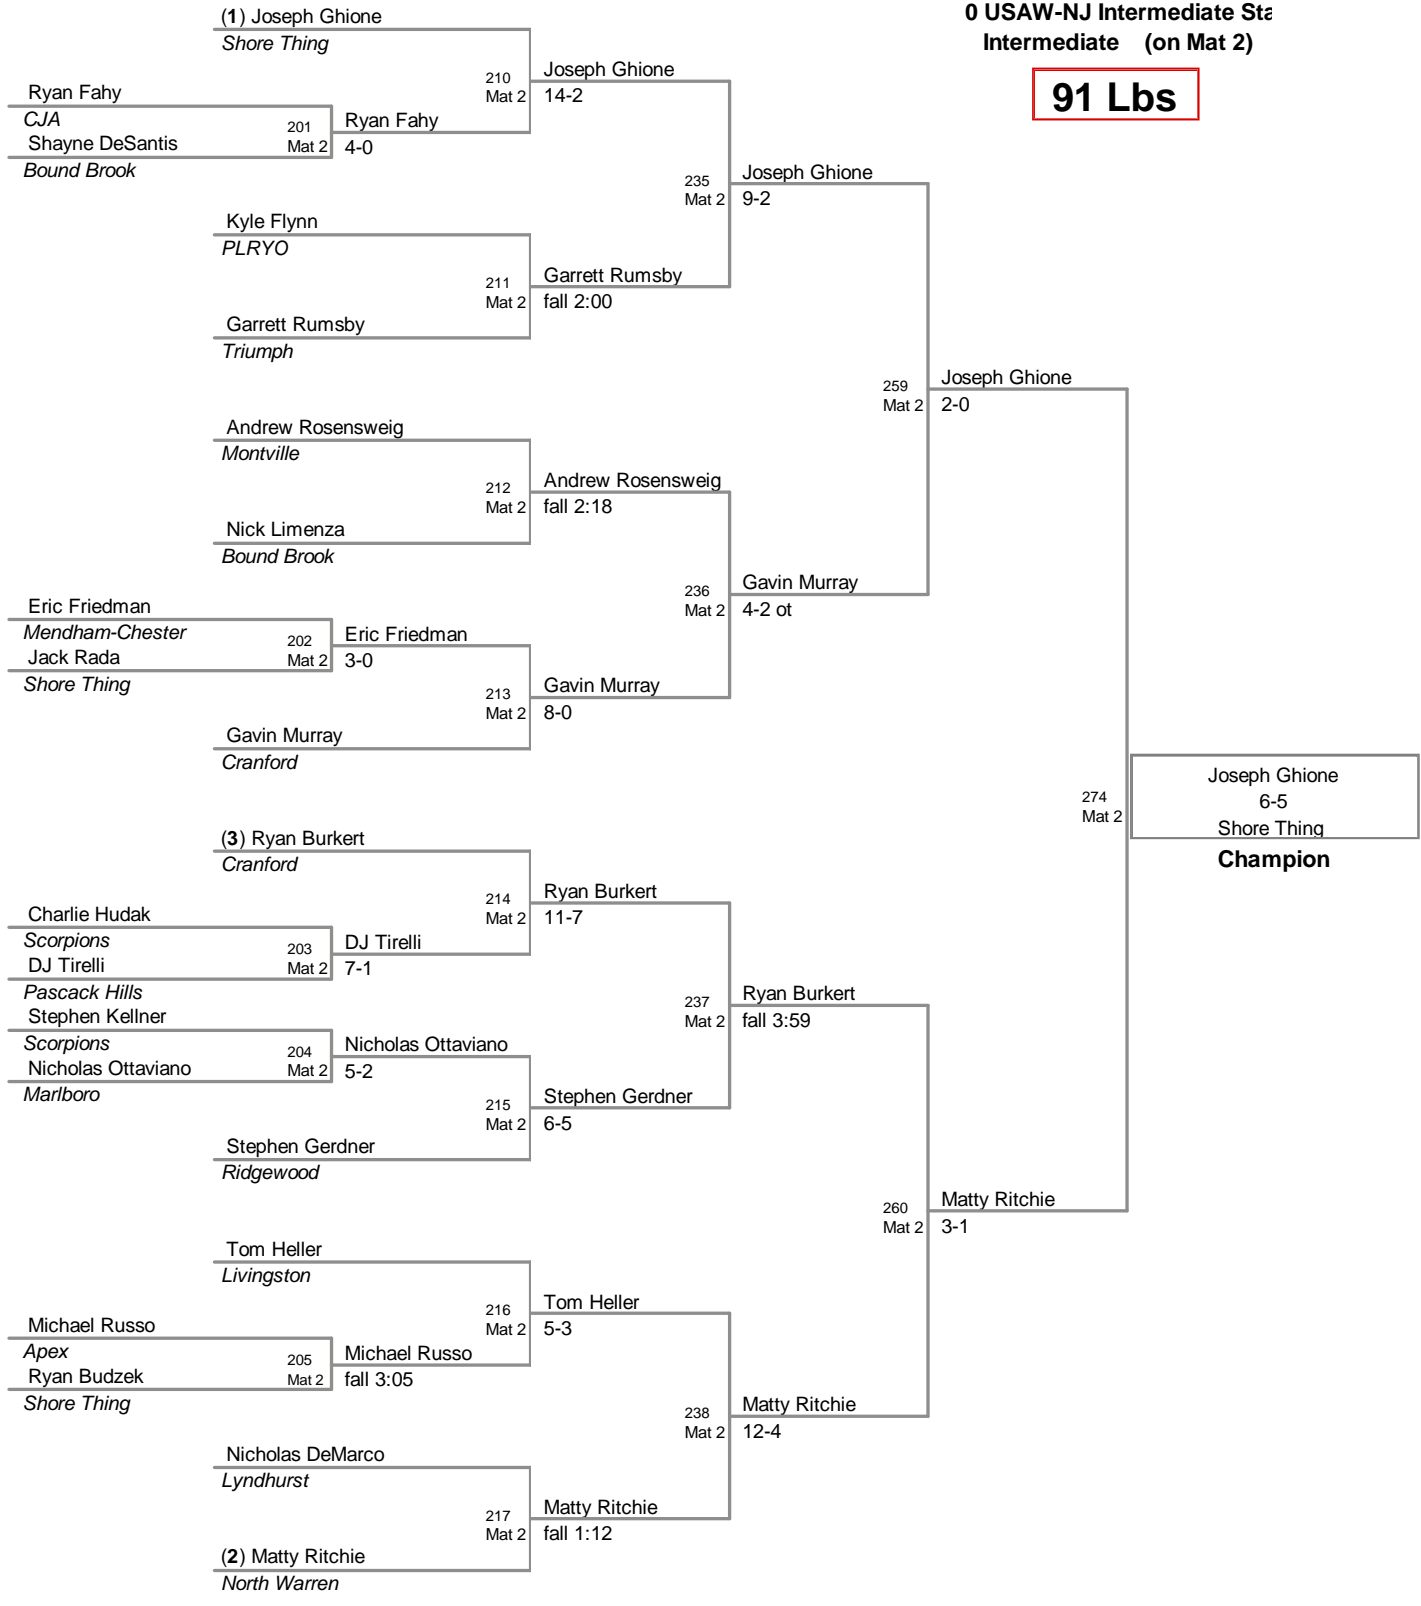 0 USAW-NJ Intermediate Sta
Intermediate (on Mat 2)
91 Lbs
(1) Joseph Ghione
Shore Thing
210
Mat 2
Joseph Ghione
14-2
Ryan Fahy
CJA
201
Mat 2
Ryan Fahy
4-0
Shayne DeSantis
Bound Brook
235
Mat 2
Joseph Ghione
9-2
Kyle Flynn
PLRYO
211
Mat 2
Garrett Rumsby
fall 2:00
Garrett Rumsby
Triumph
259
Mat 2
Joseph Ghione
2-0
Andrew Rosensweig
Montville
212
Mat 2
Andrew Rosensweig
fall 2:18
Nick Limenza
Bound Brook
236
Mat 2
Gavin Murray
4-2 ot
Eric Friedman
Mendham-Chester
202
Mat 2
Eric Friedman
3-0
Jack Rada
Shore Thing
213
Mat 2
Gavin Murray
8-0
Gavin Murray
Cranford
274
Mat 2
Joseph Ghione
6-5
Shore Thing
Champion
(3) Ryan Burkert
Cranford
214
Mat 2
Ryan Burkert
11-7
Charlie Hudak
Scorpions
203
Mat 2
DJ Tirelli
7-1
DJ Tirelli
Pascack Hills
237
Mat 2
Ryan Burkert
fall 3:59
Stephen Kellner
Scorpions
204
Mat 2
Nicholas Ottaviano
5-2
Nicholas Ottaviano
Marlboro
215
Mat 2
Stephen Gerdner
6-5
Stephen Gerdner
Ridgewood
260
Mat 2
Matty Ritchie
3-1
Tom Heller
Livingston
216
Mat 2
Tom Heller
5-3
Michael Russo
Apex
205
Mat 2
Michael Russo
fall 3:05
Ryan Budzek
Shore Thing
238
Mat 2
Matty Ritchie
12-4
Nicholas DeMarco
Lyndhurst
217
Mat 2
Matty Ritchie
fall 1:12
(2) Matty Ritchie
North Warren